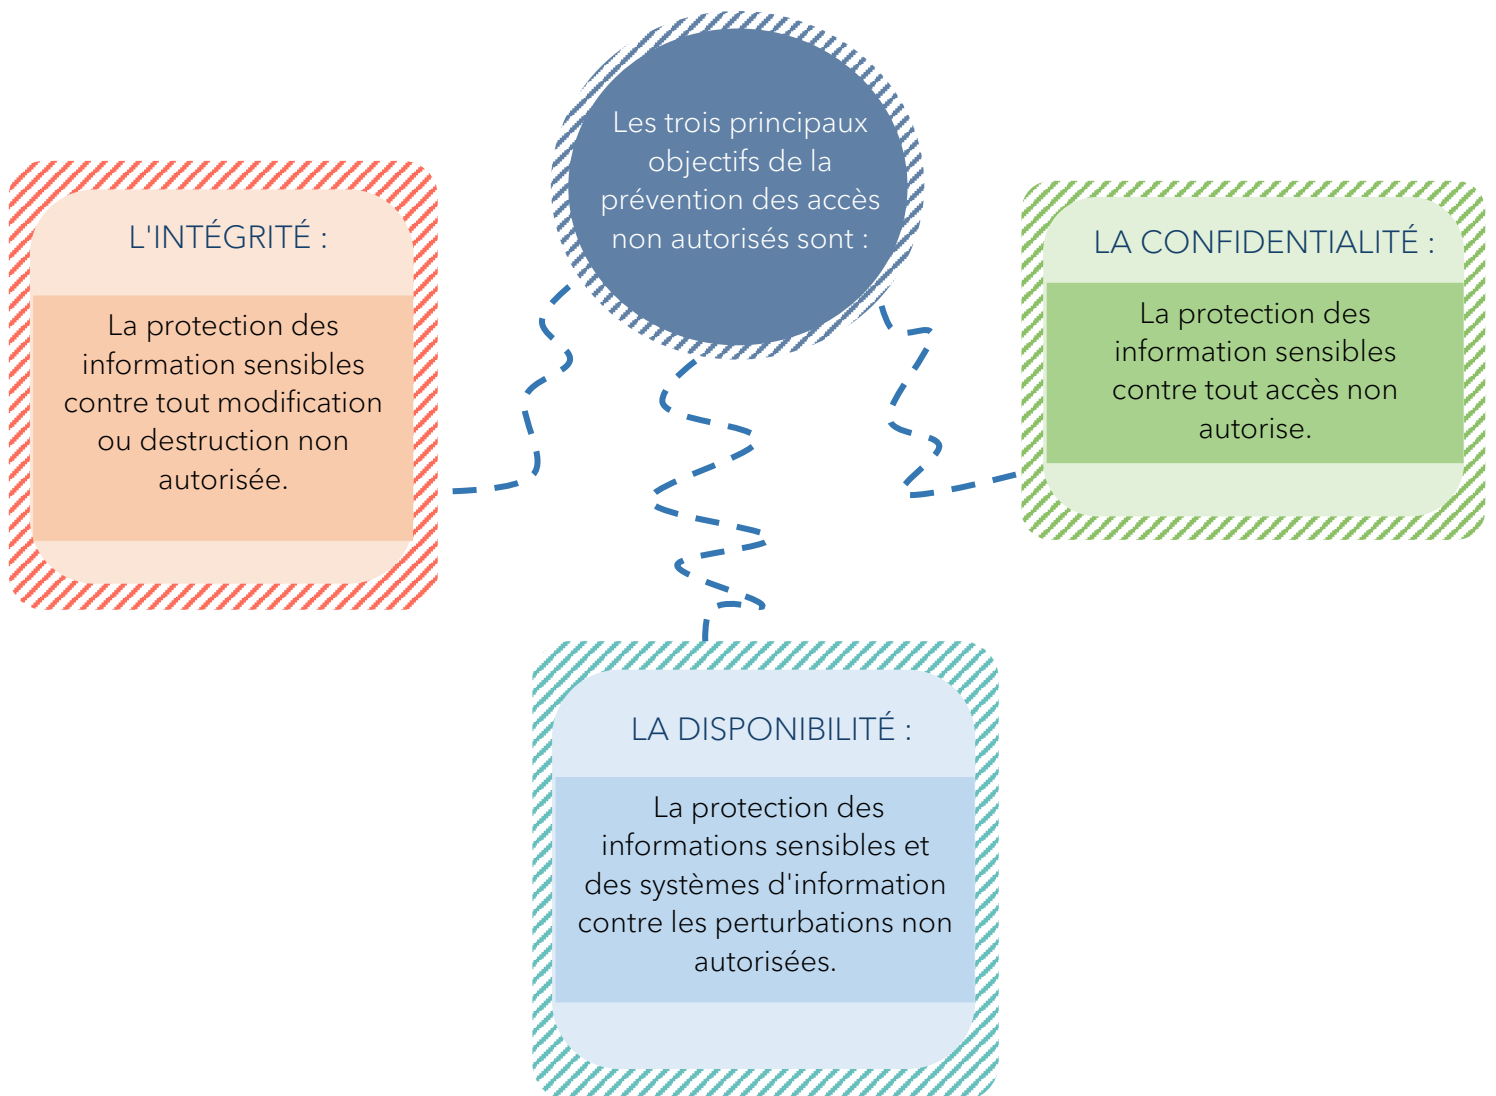 Les trois principaux
objectifs de la
prévention des accès
non autorisés sont :
L'INTÉGRITÉ :
La protection des
information sensibles
contre tout modification
ou destruction non
autorisée.
LA CONFIDENTIALITÉ :
La protection des
information sensibles
contre tout accès non
autorise.
LA DISPONIBILITÉ :
La protection des
informations sensibles et
des systèmes d'information
contre les perturbations non
autorisées.